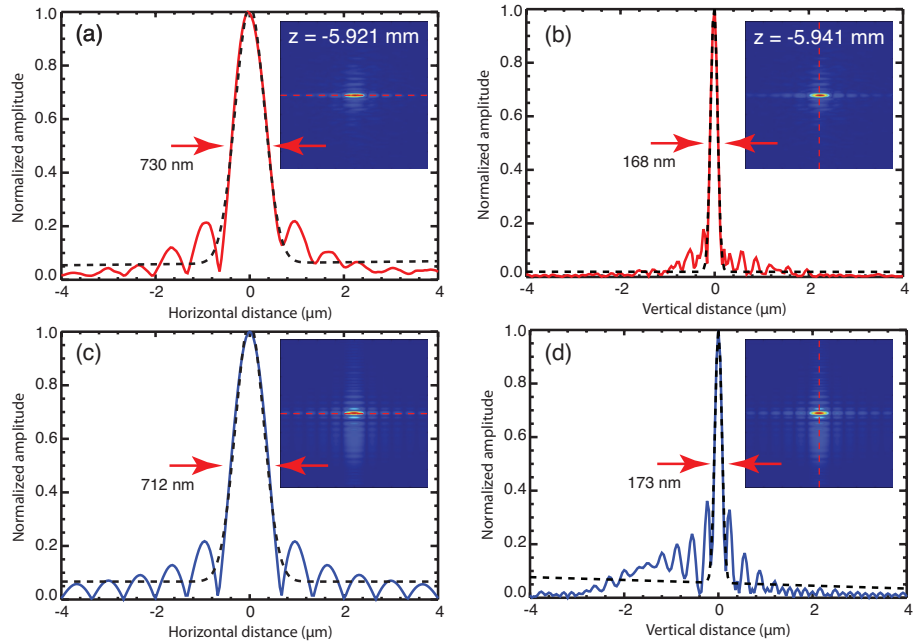 (a)
z = -5.921 mm
Normalized amplitude
1.0
0.8
0.6
0.4
0.2
0.0
730 nm
-4
-2
0
2
4
Horizontal distance (µm)
(b)
z = -5.941 mm
Normalized amplitude
1.0
0.8
0.6
0.4
0.2
0.0
168 nm
-4
-2
0
2
4
Vertical distance (µm)
(c)
Normalized amplitude
1.0
0.8
0.6
0.4
0.2
0.0
712 nm
-4
-2
0
2
4
Horizontal distance (µm)
(d)
Normalized amplitude
1.0
0.8
0.6
0.4
0.2
0.0
173 nm
-4
-2
0
2
4
Vertical distance (µm)